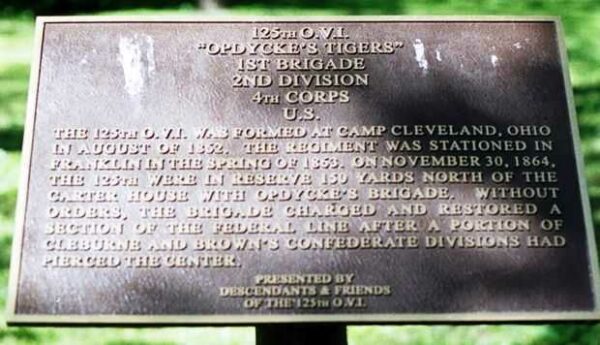 125TH O.V.I.
"OPDYCKE'S TIGERS"
1ST BRIGADE
2ND DIVISION
4TH CORPS
U.S.
THE 125TH O.V.I. WAS FORMED AT CAMP CLEVELAND, OHIO
IN AUGUST OF 1862. THE REGIMENT WAS STATIONED IN
FRANKLIN IN THE SPRING OF 1863. ON NOVEMBER 30, 1864,
THE 125TH WERE IN RESERVE 150 YARDS NORTH OF THE
CARTER HOUSE WITH OPDYCKE'S BRIGADE. WITHOUT
ORDERS, THE BRIGADE CHARGED AND RESTORED A
SECTION OF THE FEDERAL LINE AFTER A PORTION OF
CLEBURNE AND BROWN'S CONFEDERATE DIVISIONS HAD
PIERCED THE CENTER.
PRESENTED BY
DESCENDANTS & FRIENDS
OF THE 125TH O.V.I.